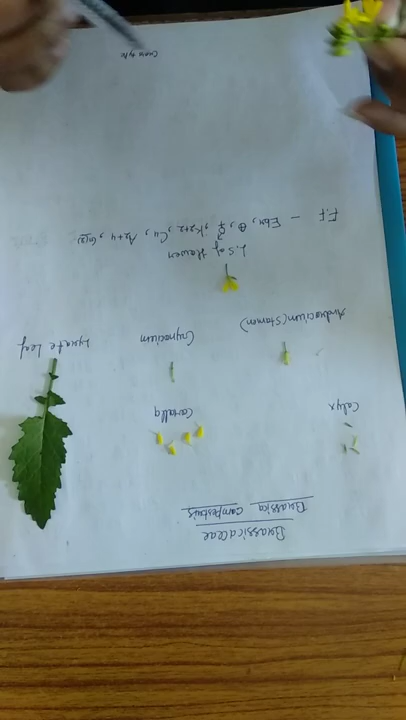 Brassicaceae
Brassica campestris
Calyx
Corolla
Androecium (Stamen)
Gynoecium
Lyrate Leaf
L.S of flower
F.F - Ebr, ⊕, ⚥, K2+2, C4, A2+4, G(2)